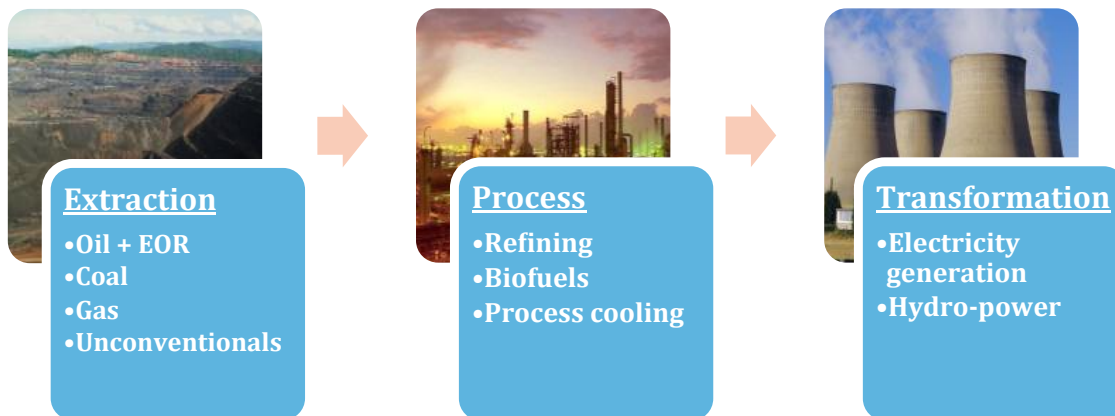 Extraction
•Oil + EOR
•Coal
•Gas
•Unconventionals
Process
•Refining
•Biofuels
•Process cooling
Transformation
•Electricity
generation
•Hydro-power